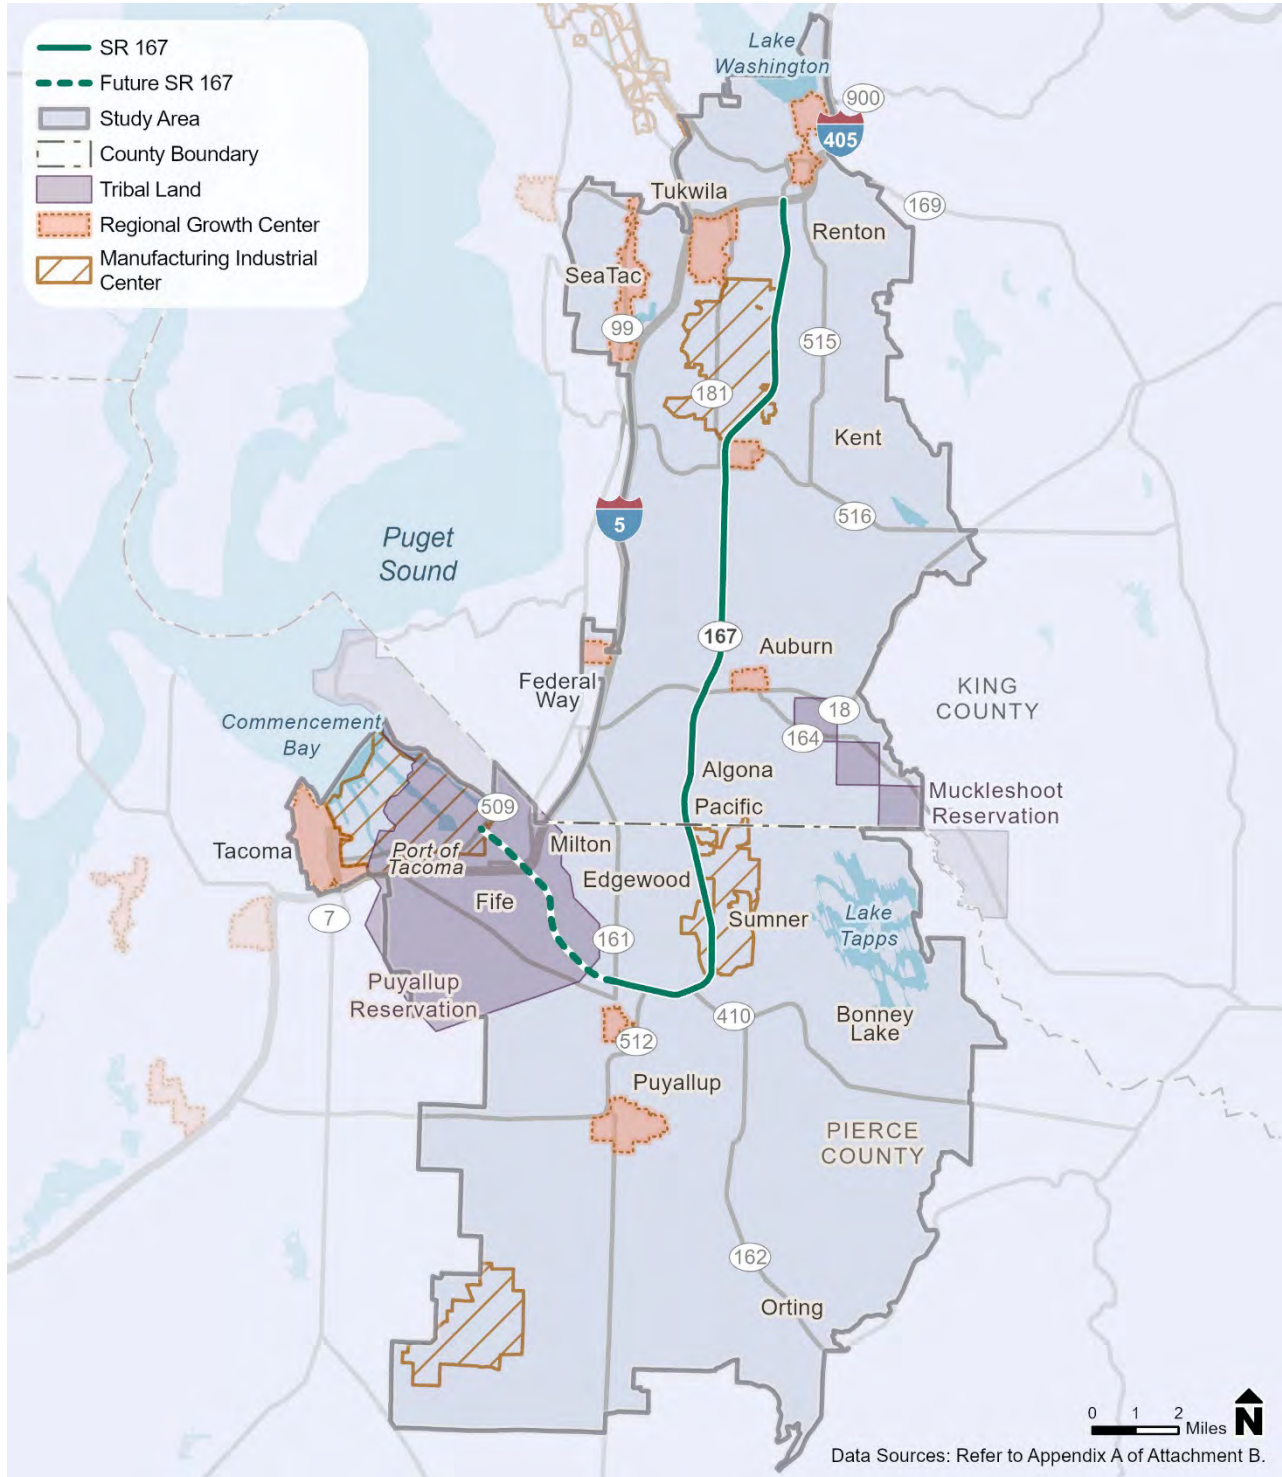 SR 167
Future SR 167
Study Area
County Boundary
Tribal Land
Regional Growth Center
Manufacturing Industrial
Center
Lake
Washington
900
405
169
Tukwila
Renton
SeaTac
99
515
181
Kent
516
5
Puget
Sound
167
Auburn
Federal
Way
KING
COUNTY
18
164
Commencement
Bay
Algona
Pacific
Muckleshoot
Reservation
509
Milton
Tacoma
Port of
Tacoma
Edgewood
Fife
Sumner
Lake
Tapps
7
161
Puyallup
Reservation
410
Bonney
Lake
512
Puyallup
PIERCE
COUNTY
162
Orting
0 1 2
Miles
N
Data Sources: Refer to Appendix A of Attachment B.